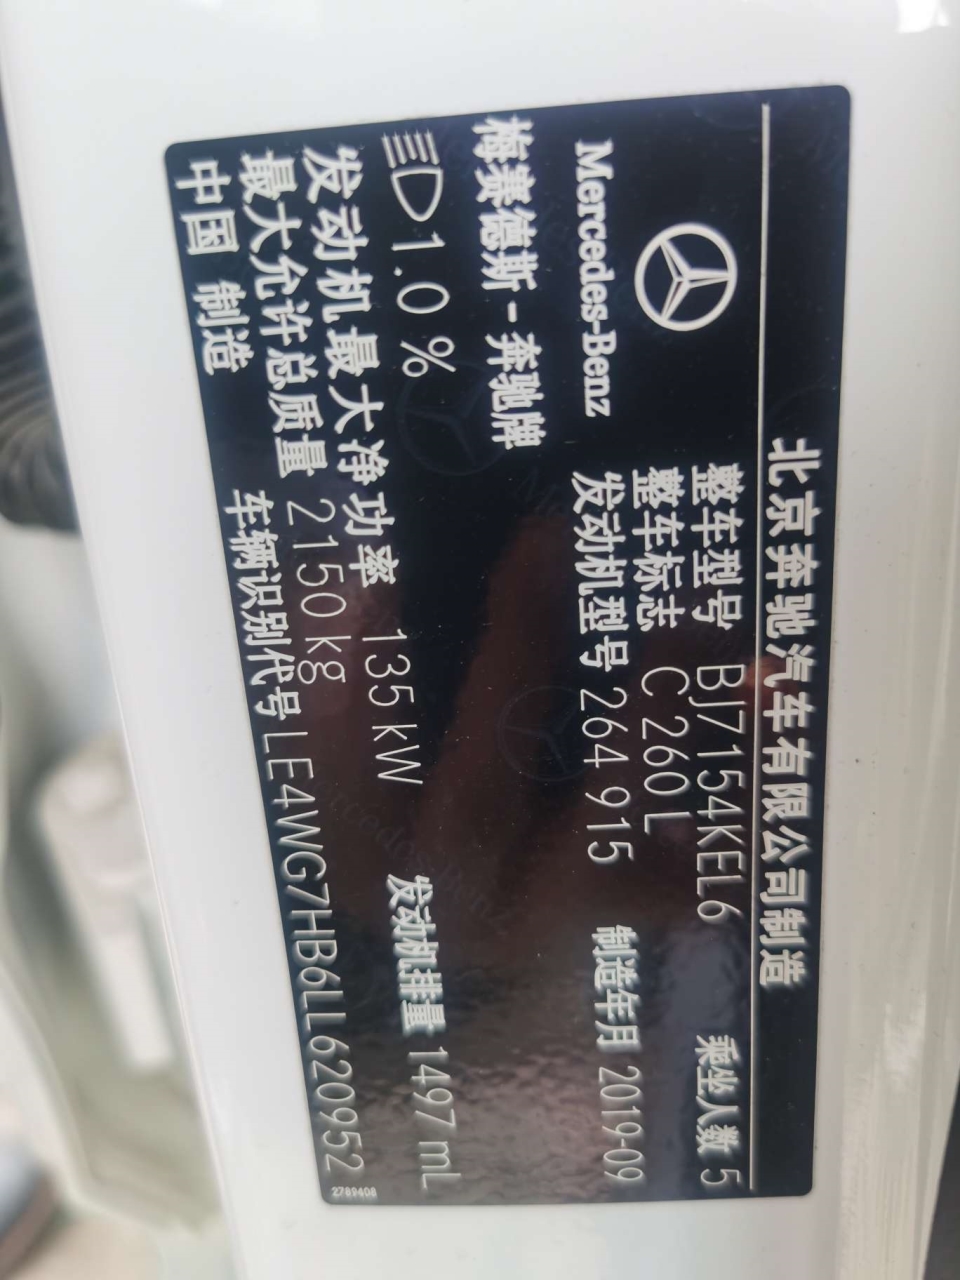 北京奔驰汽车有限公司制造
Mercedes-Benz
整车型号 BJ7154KEL6 乘坐人数 5
整车标志 C 260 L
发动机型号 264 915 制造年月 2019-09
梅赛德斯-奔驰牌
1.0 %
发动机最大净功率 135 kW 发动机排量 1497 mL
最大允许总质量 2150 kg
中国 制造 车辆识别代号 LE4WG7HB6LL620952
2789408